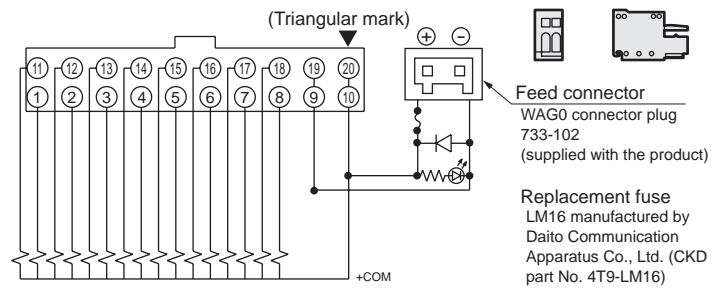 (Triangular mark)
⊕ ⊖
11 12 13 14 15 16 17 18 19 20
1 2 3 4 5 6 7 8 9 10
Feed connector
WAG0 connector plug
733-102
(supplied with the product)
Replacement fuse
LM16 manufactured by
Daito Communication
Apparatus Co., Ltd. (CKD
part No. 4T9-LM16)
+COM